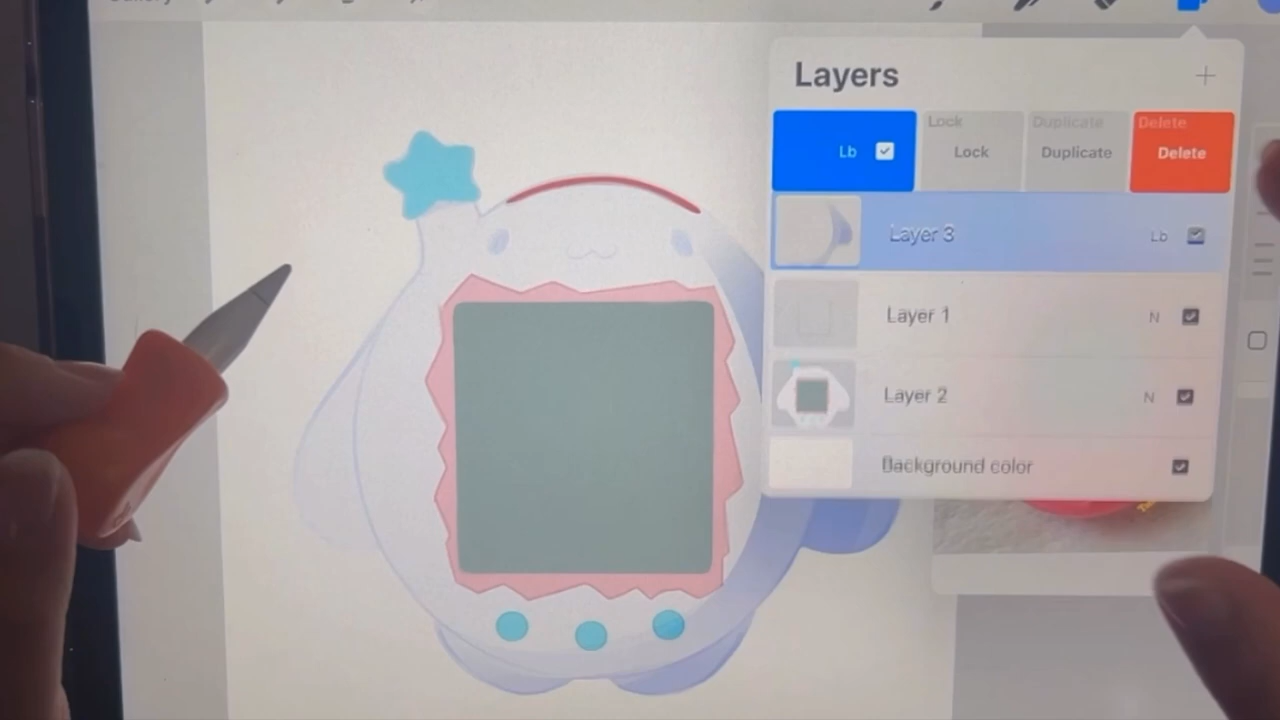 Layers
Lock Duplicate Delete
Lb Lock Duplicate Delete
Layer 3 Lb
Layer 1 N
Layer 2 N
Background color